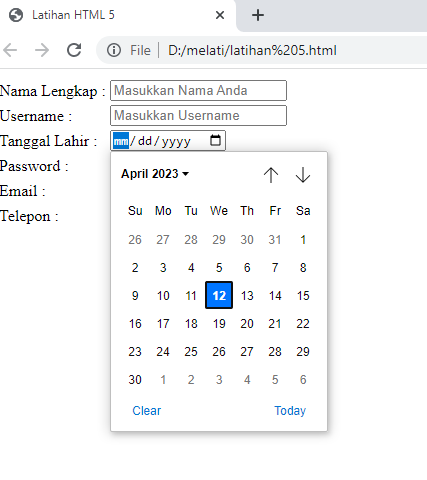 Latihan HTML 5
File | D:/melati/latihan%205.html
Nama Lengkap : Masukkan Nama Anda
Username : Masukkan Username
Tanggal Lahir : mm/dd/yyyy
Password :
Email :
Telepon :
April 2023
Su Mo Tu We Th Fr Sa
26 27 28 29 30 31 1
2 3 4 5 6 7 8
9 10 11 12 13 14 15
16 17 18 19 20 21 22
23 24 25 26 27 28 29
30 1 2 3 4 5 6
Clear Today